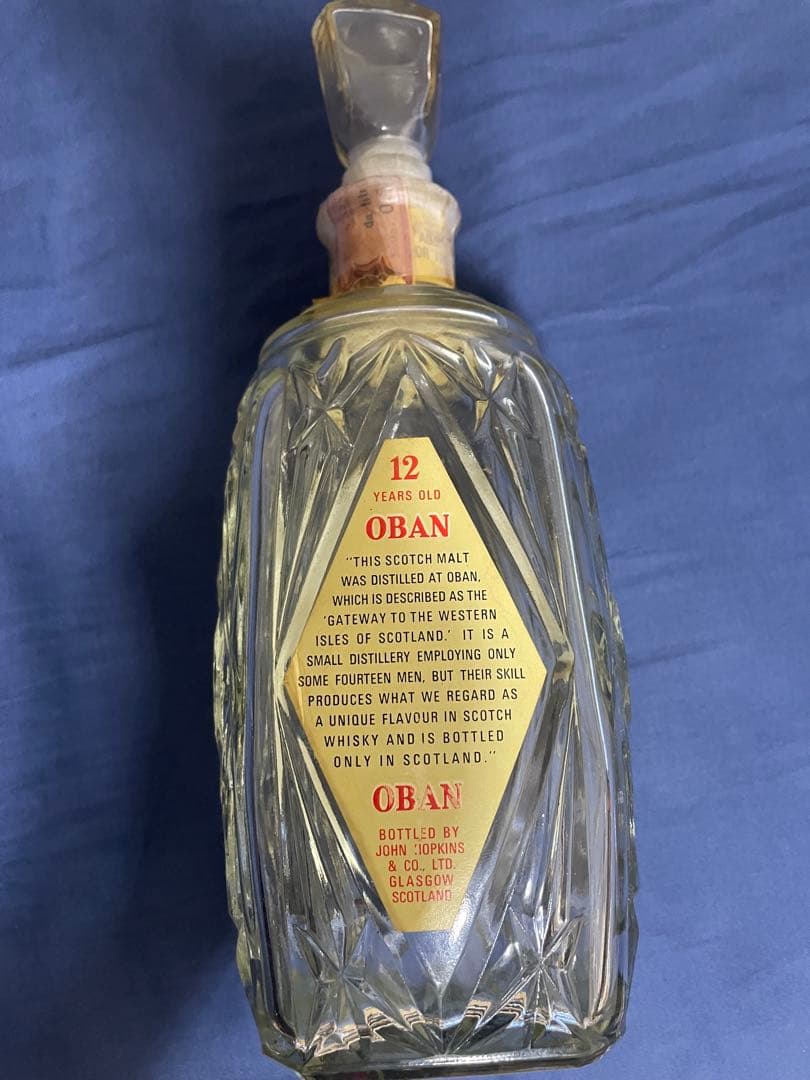 12
YEARS OLD
OBAN
"THIS SCOTCH MALT
WAS DISTILLED AT OBAN,
WHICH IS DESCRIBED AS THE
'GATEWAY TO THE WESTERN
ISLES OF SCOTLAND.' IT IS A
SMALL DISTILLERY EMPLOYING ONLY
SOME FOURTEEN MEN, BUT THEIR SKILL
PRODUCES WHAT WE REGARD AS
A UNIQUE FLAVOUR IN SCOTCH
WHISKY AND IS BOTTLED
ONLY IN SCOTLAND."
OBAN
BOTTLED BY
JOHN HOPKINS
& CO., LTD.
GLASGOW
SCOTLAND